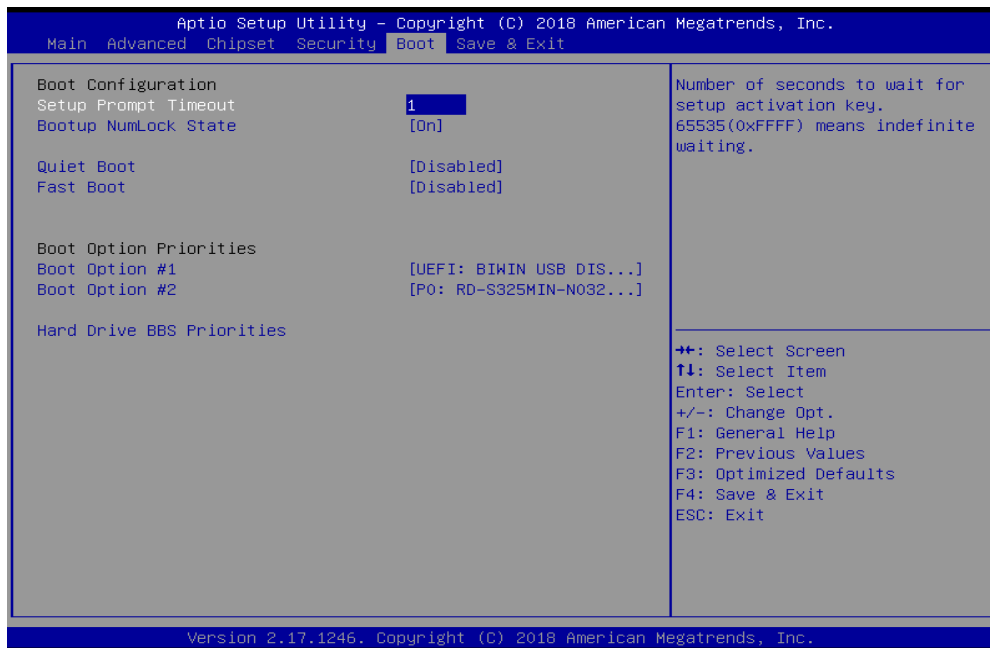 Aptio Setup Utility – Copyright (C) 2018 American Megatrends, Inc.
Main Advanced Chipset Security Boot Save & Exit
Boot Configuration
Setup Prompt Timeout 1
Bootup NumLock State [On]
Quiet Boot [Disabled]
Fast Boot [Disabled]
Boot Option Priorities
Boot Option #1 [UEFI: BIWIN USB DIS...]
Boot Option #2 [P0: RD-S325MIN-N032...]
Hard Drive BBS Priorities
Number of seconds to wait for
setup activation key.
65535(0xFFFF) means indefinite
waiting.
→←: Select Screen
↑↓: Select Item
Enter: Select
+/-: Change Opt.
F1: General Help
F2: Previous Values
F3: Optimized Defaults
F4: Save & Exit
ESC: Exit
Version 2.17.1246. Copyright (C) 2018 American Megatrends, Inc.